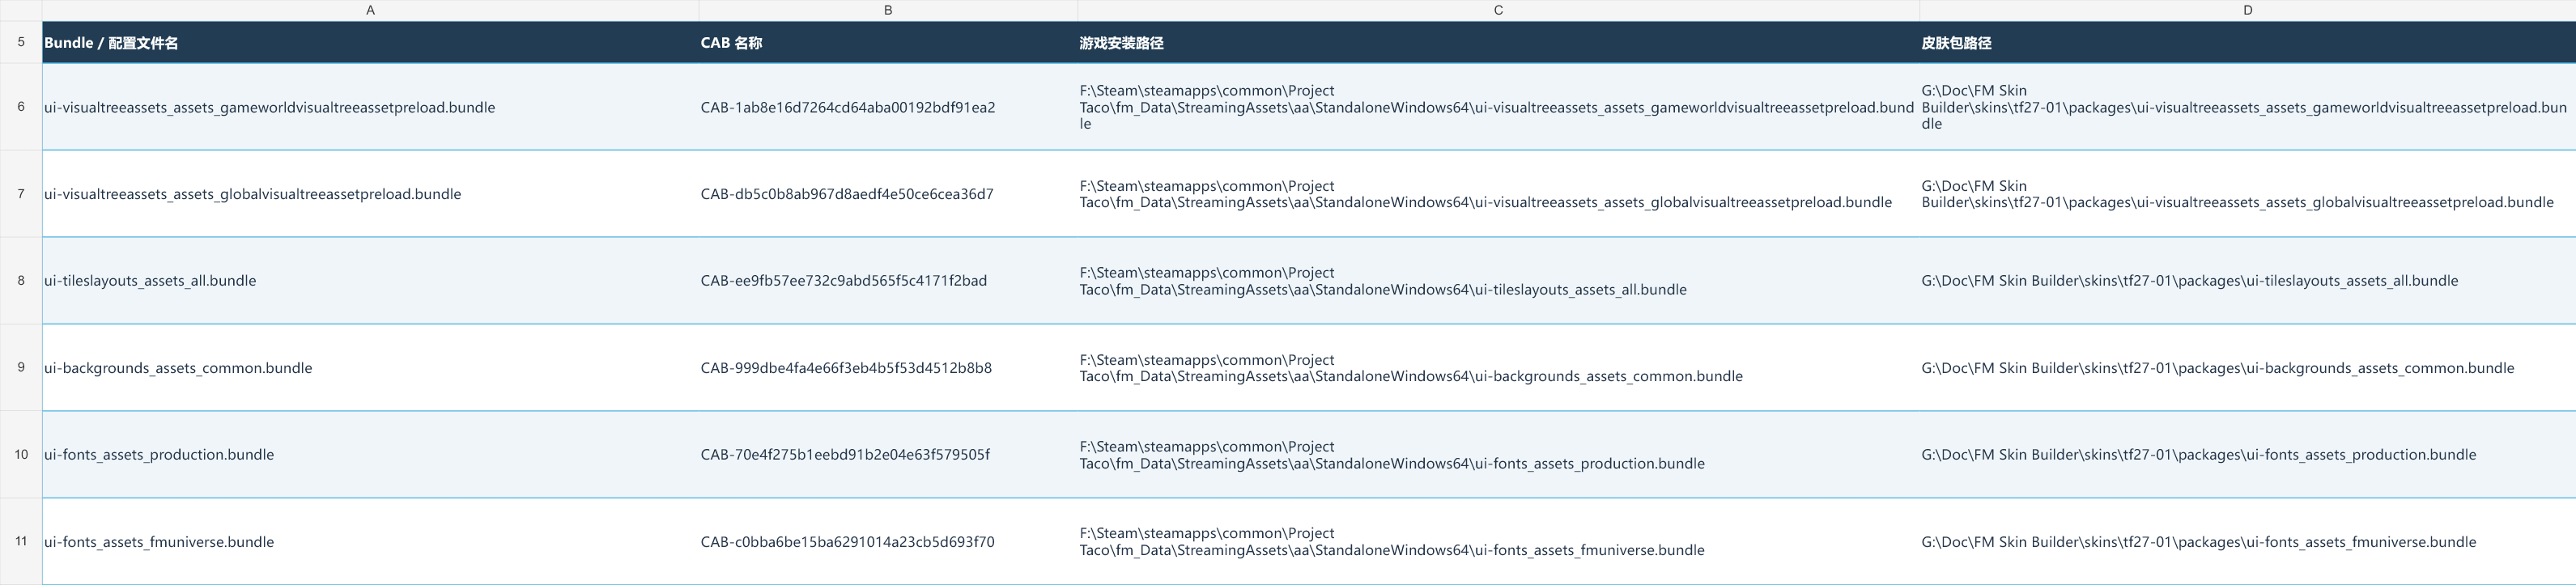 A B C D
5 Bundle / 配置文件名 CAB 名称 游戏安装路径 皮肤包路径
6 ui-visualtreeassets_assets_gameworldvisualtreeassetpreload.bundle CAB-1ab8e16d7264cd64aba00192bdf91ea2
F:\Steam\steamapps\common\Project
Taco\fm_Data\StreamingAssets\aa\StandaloneWindows64\ui-visualtreeassets_assets_gameworldvisualtreeassetpreload.bund
le
G:\Doc\FM Skin
Builder\skins\tf27-01\packages\ui-visualtreeassets_assets_gameworldvisualtreeassetpreload.bun
dle
7 ui-visualtreeassets_assets_globalvisualtreeassetpreload.bundle CAB-db5c0b8ab967d8aedf4e50ce6cea36d7
F:\Steam\steamapps\common\Project
Taco\fm_Data\StreamingAssets\aa\StandaloneWindows64\ui-visualtreeassets_assets_globalvisualtreeassetpreload.bundle
G:\Doc\FM Skin
Builder\skins\tf27-01\packages\ui-visualtreeassets_assets_globalvisualtreeassetpreload.bundle
8 ui-tileslayouts_assets_all.bundle CAB-ee9fb57ee732c9abd565f5c4171f2bad
F:\Steam\steamapps\common\Project
Taco\fm_Data\StreamingAssets\aa\StandaloneWindows64\ui-tileslayouts_assets_all.bundle
G:\Doc\FM Skin Builder\skins\tf27-01\packages\ui-tileslayouts_assets_all.bundle
9 ui-backgrounds_assets_common.bundle CAB-999dbe4fa4e66f3eb4b5f53d4512b8b8
F:\Steam\steamapps\common\Project
Taco\fm_Data\StreamingAssets\aa\StandaloneWindows64\ui-backgrounds_assets_common.bundle
G:\Doc\FM Skin Builder\skins\tf27-01\packages\ui-backgrounds_assets_common.bundle
10 ui-fonts_assets_production.bundle CAB-70e4f275b1eebd91b2e04e63f579505f
F:\Steam\steamapps\common\Project
Taco\fm_Data\StreamingAssets\aa\StandaloneWindows64\ui-fonts_assets_production.bundle
G:\Doc\FM Skin Builder\skins\tf27-01\packages\ui-fonts_assets_production.bundle
11 ui-fonts_assets_fmuniverse.bundle CAB-c0bba6be15ba6291014a23cb5d693f70
F:\Steam\steamapps\common\Project
Taco\fm_Data\StreamingAssets\aa\StandaloneWindows64\ui-fonts_assets_fmuniverse.bundle
G:\Doc\FM Skin Builder\skins\tf27-01\packages\ui-fonts_assets_fmuniverse.bundle